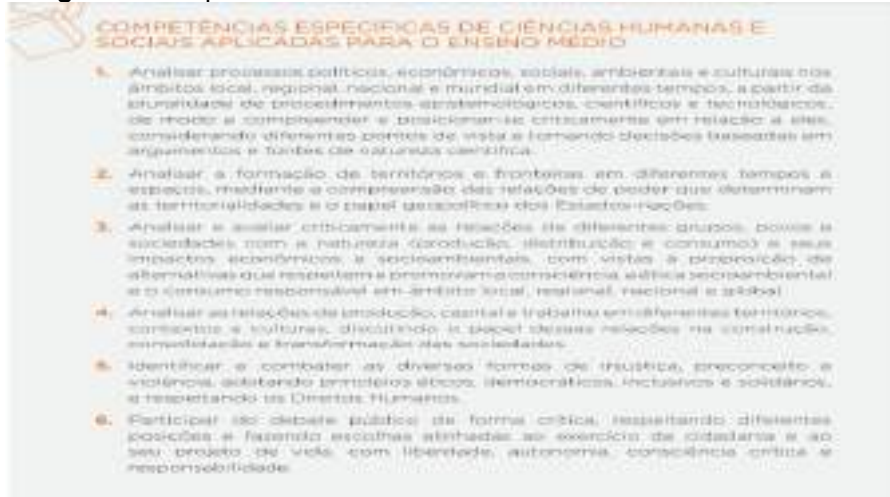 COMPETÊNCIAS ESPECÍFICAS DE CIÊNCIAS HUMANAS E
SOCIAIS APLICADAS PARA O ENSINO MÉDIO
1. Analisar processos políticos, econômicos, sociais, ambientais e culturais nos
âmbitos local, regional, nacional e mundial em diferentes tempos, a partir da
pluralidade de procedimentos epistemológicos, científicos e tecnológicos,
de modo a compreender e posicionar-se criticamente em relação a eles,
considerando diferentes pontos de vista e tomando decisões baseadas em
argumentos e fontes de natureza científica.
2. Analisar a formação de territórios e fronteiras em diferentes tempos e
espaços, mediante a compreensão das relações de poder que determinam
as territorialidades e o papel geopolítico dos Estados-nações.
3. Analisar e avaliar criticamente as relações de diferentes grupos, povos e
sociedades com a natureza (produção, distribuição e consumo) e seus
impactos econômicos e socioambientais, com vistas à proposição de
alternativas que respeitem e promovam a consciência, a ética socioambiental
e o consumo responsável em âmbito local, regional, nacional e global.
4. Analisar as relações de produção, capital e trabalho em diferentes territórios,
contextos e culturas, discutindo o papel dessas relações na construção,
consolidação e transformação das sociedades.
5. Identificar e combater as diversas formas de injustiça, preconceito e
violência, adotando princípios éticos, democráticos, inclusivos e solidários,
e respeitando os Direitos Humanos.
6. Participar do debate público de forma crítica, respeitando diferentes
posições e fazendo escolhas alinhadas ao exercício da cidadania e ao
seu projeto de vida, com liberdade, autonomia, consciência crítica e
responsabilidade.